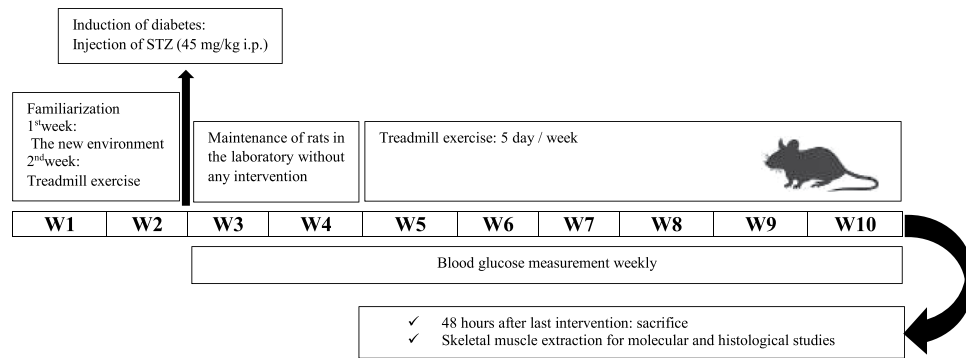 Induction of diabetes:
Injection of STZ (45 mg/kg i.p.)
Familiarization
1st week:
The new environment
2nd week:
Treadmill exercise
Maintenance of rats in
the laboratory without
any intervention
Treadmill exercise: 5 day / week
W1 W2 W3 W4 W5 W6 W7 W8 W9 W10
Blood glucose measurement weekly
✓ 48 hours after last intervention: sacrifice
✓ Skeletal muscle extraction for molecular and histological studies